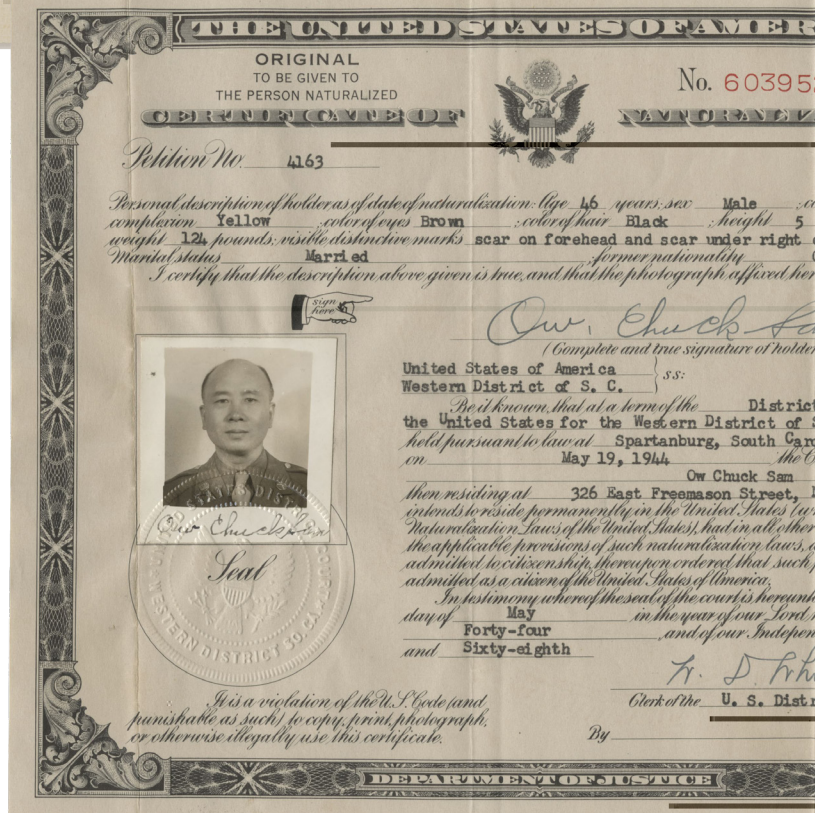 THE UNITED STATES OF AMER
ORIGINAL
TO BE GIVEN TO
THE PERSON NATURALIZED
No. 60395
CERTIFICATE OF NATURALIZ
Petition No. 4163
Personal description of holder as of date of naturalization: Age 46 years; sex Male ; co
complexion Yellow ; color of eyes Brown ; color of hair Black ; height 5
weight 124 pounds; visible distinctive marks scar on forehead and scar under right
Marital status Married ; former nationality
I certify that the description above given is true, and that the photograph affixed her
sign
here
Ow, Chuck Sa
(Complete and true signature of holder
United States of America
Western District of S. C. } ss:
Be it known, that at a term of the District
the United States for the Western District of S
held pursuant to law at Spartanburg, South Caro
on May 19, 1944 the C
Ow Chuck Sam
then residing at 326 East Freemason Street, N
intends to reside permanently in the United States (w
Naturalization Laws of the United States), had in all other
the applicable provisions of such naturalization laws,
admitted to citizenship, thereupon ordered that such p
admitted as a citizen of the United States of America.
In testimony whereof the seal of the court is hereunt
day of May in the year of our Lord
Forty-four , and of our Indepen
and Sixty-eighth
Ow Chuck Sam
Seal
WESTERN DISTRICT SO. CAROLINA
Clerk of the U. S. Distr
By
It is a violation of the U.S. Code (and
punishable as such) to copy, print, photograph,
or otherwise illegally use this certificate.
DEPARTMENT OF JUSTICE